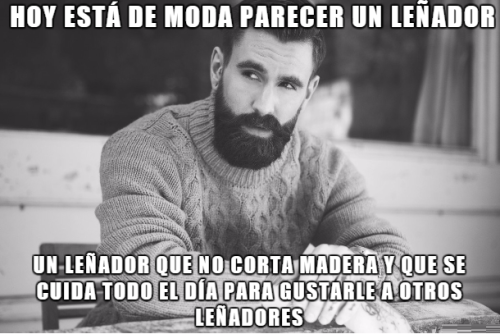 HOY ESTÁ DE MODA PARECER UN LEÑADOR
UN LEÑADOR QUE NO CORTA MADERA Y QUE SE
CUIDA TODO EL DÍA PARA GUSTARLE A OTROS
LEÑADORES